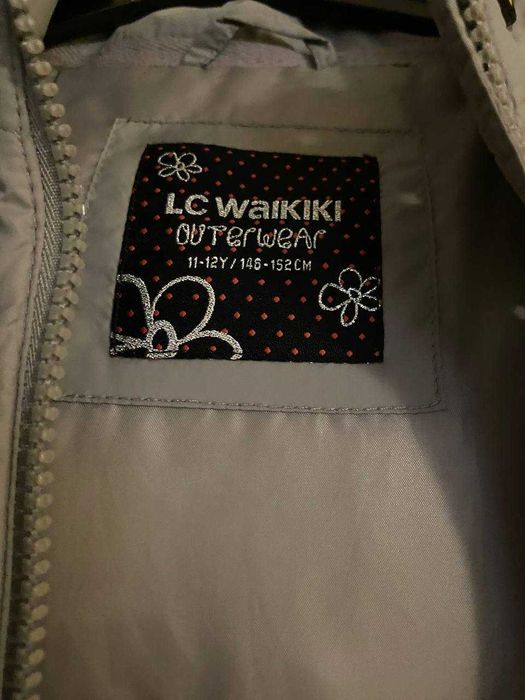 LC WAIKIKI
OUTerweAr
11-12Y / 146-152CM